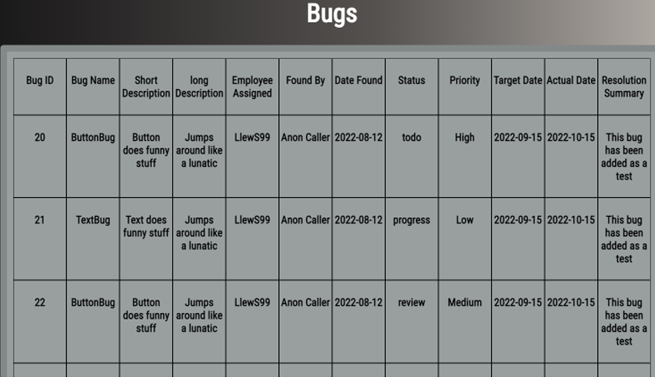 Bugs
Bug ID Bug Name Short Description long Description Employee Assigned Found By Date Found Status Priority Target Date Actual Date Resolution Summary
20 ButtonBug Button does funny stuff Jumps around like a lunatic LlewS99 Anon Caller 2022-08-12 todo High 2022-09-15 2022-10-15 This bug has been added as a test
21 TextBug Text does funny stuff Jumps around like a lunatic LlewS99 Anon Caller 2022-08-12 progress Low 2022-09-15 2022-10-15 This bug has been added as a test
22 ButtonBug Button does funny stuff Jumps around like a lunatic LlewS99 Anon Caller 2022-08-12 review Medium 2022-09-15 2022-10-15 This bug has been added as a test